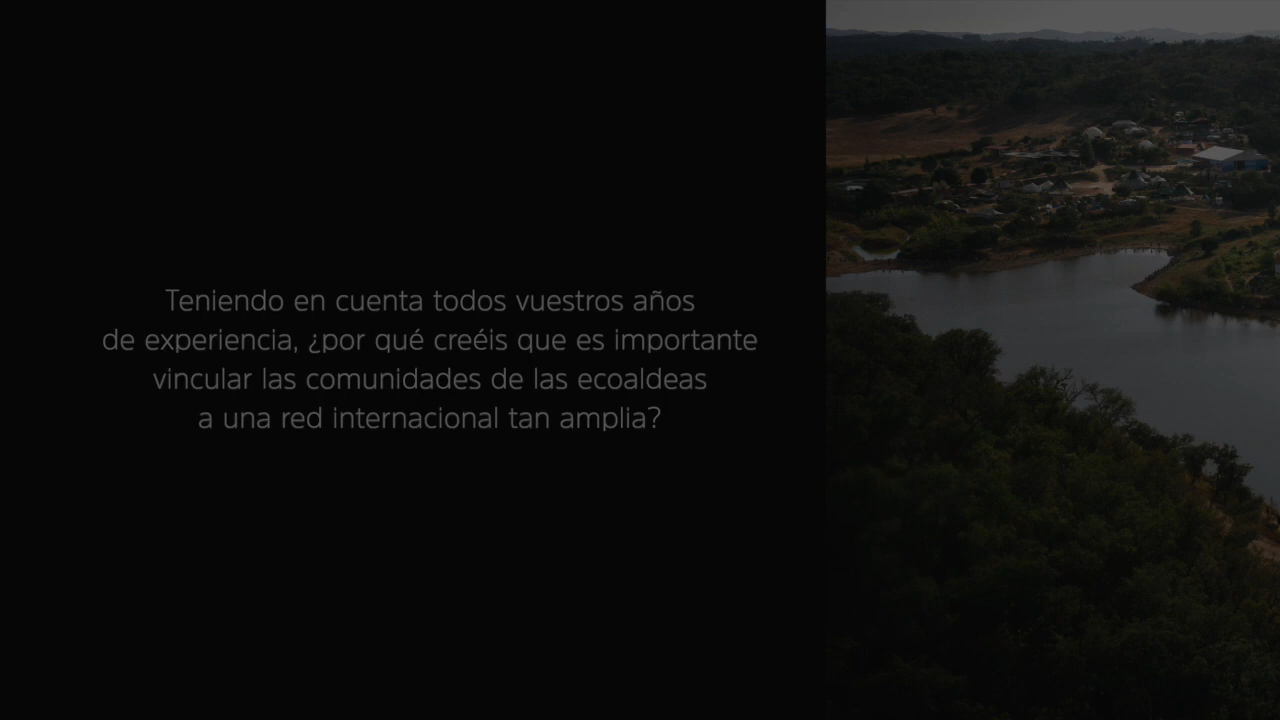 Teniendo en cuenta todos vuestros años
de experiencia, ¿por qué creéis que es importante
vincular las comunidades de las ecoaldeas
a una red internacional tan amplia?